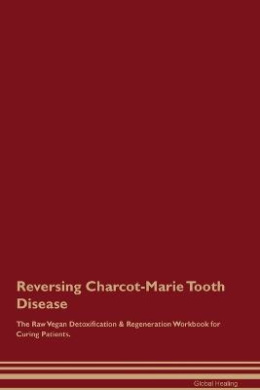 Reversing Charcot-Marie Tooth
Disease
The Raw Vegan Detoxification & Regeneration Workbook for
Curing Patients.
Global Healing